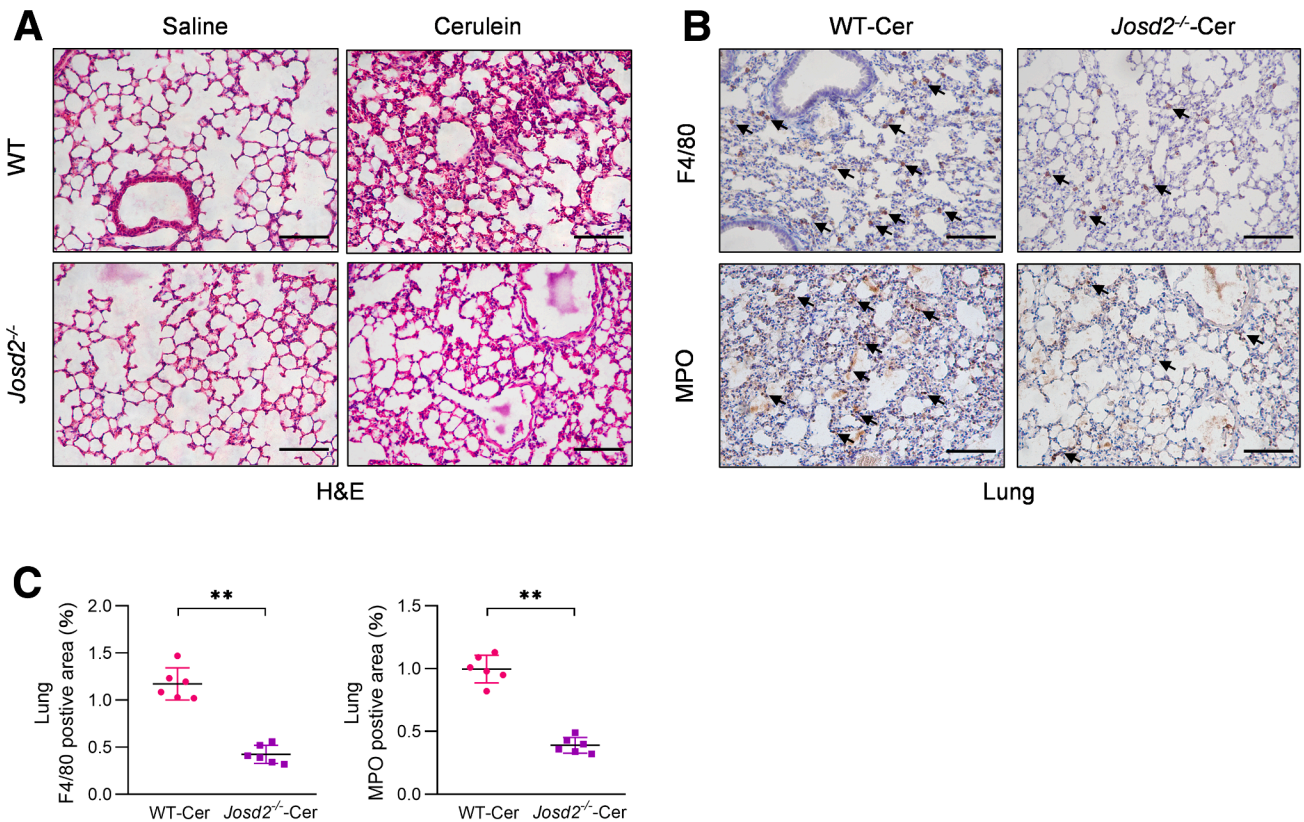 A
Saline
Cerulein
WT
Josd2-/-
H&E
B
WT-Cer
Josd2-/--Cer
F4/80
MPO
Lung
C
Lung
F4/80 postive area (%)
2.0
1.5
1.0
0.5
0.0
**
WT-Cer
Josd2-/--Cer
Lung
MPO postive area (%)
1.5
1.0
0.5
0.0
**
WT-Cer
Josd2-/--Cer